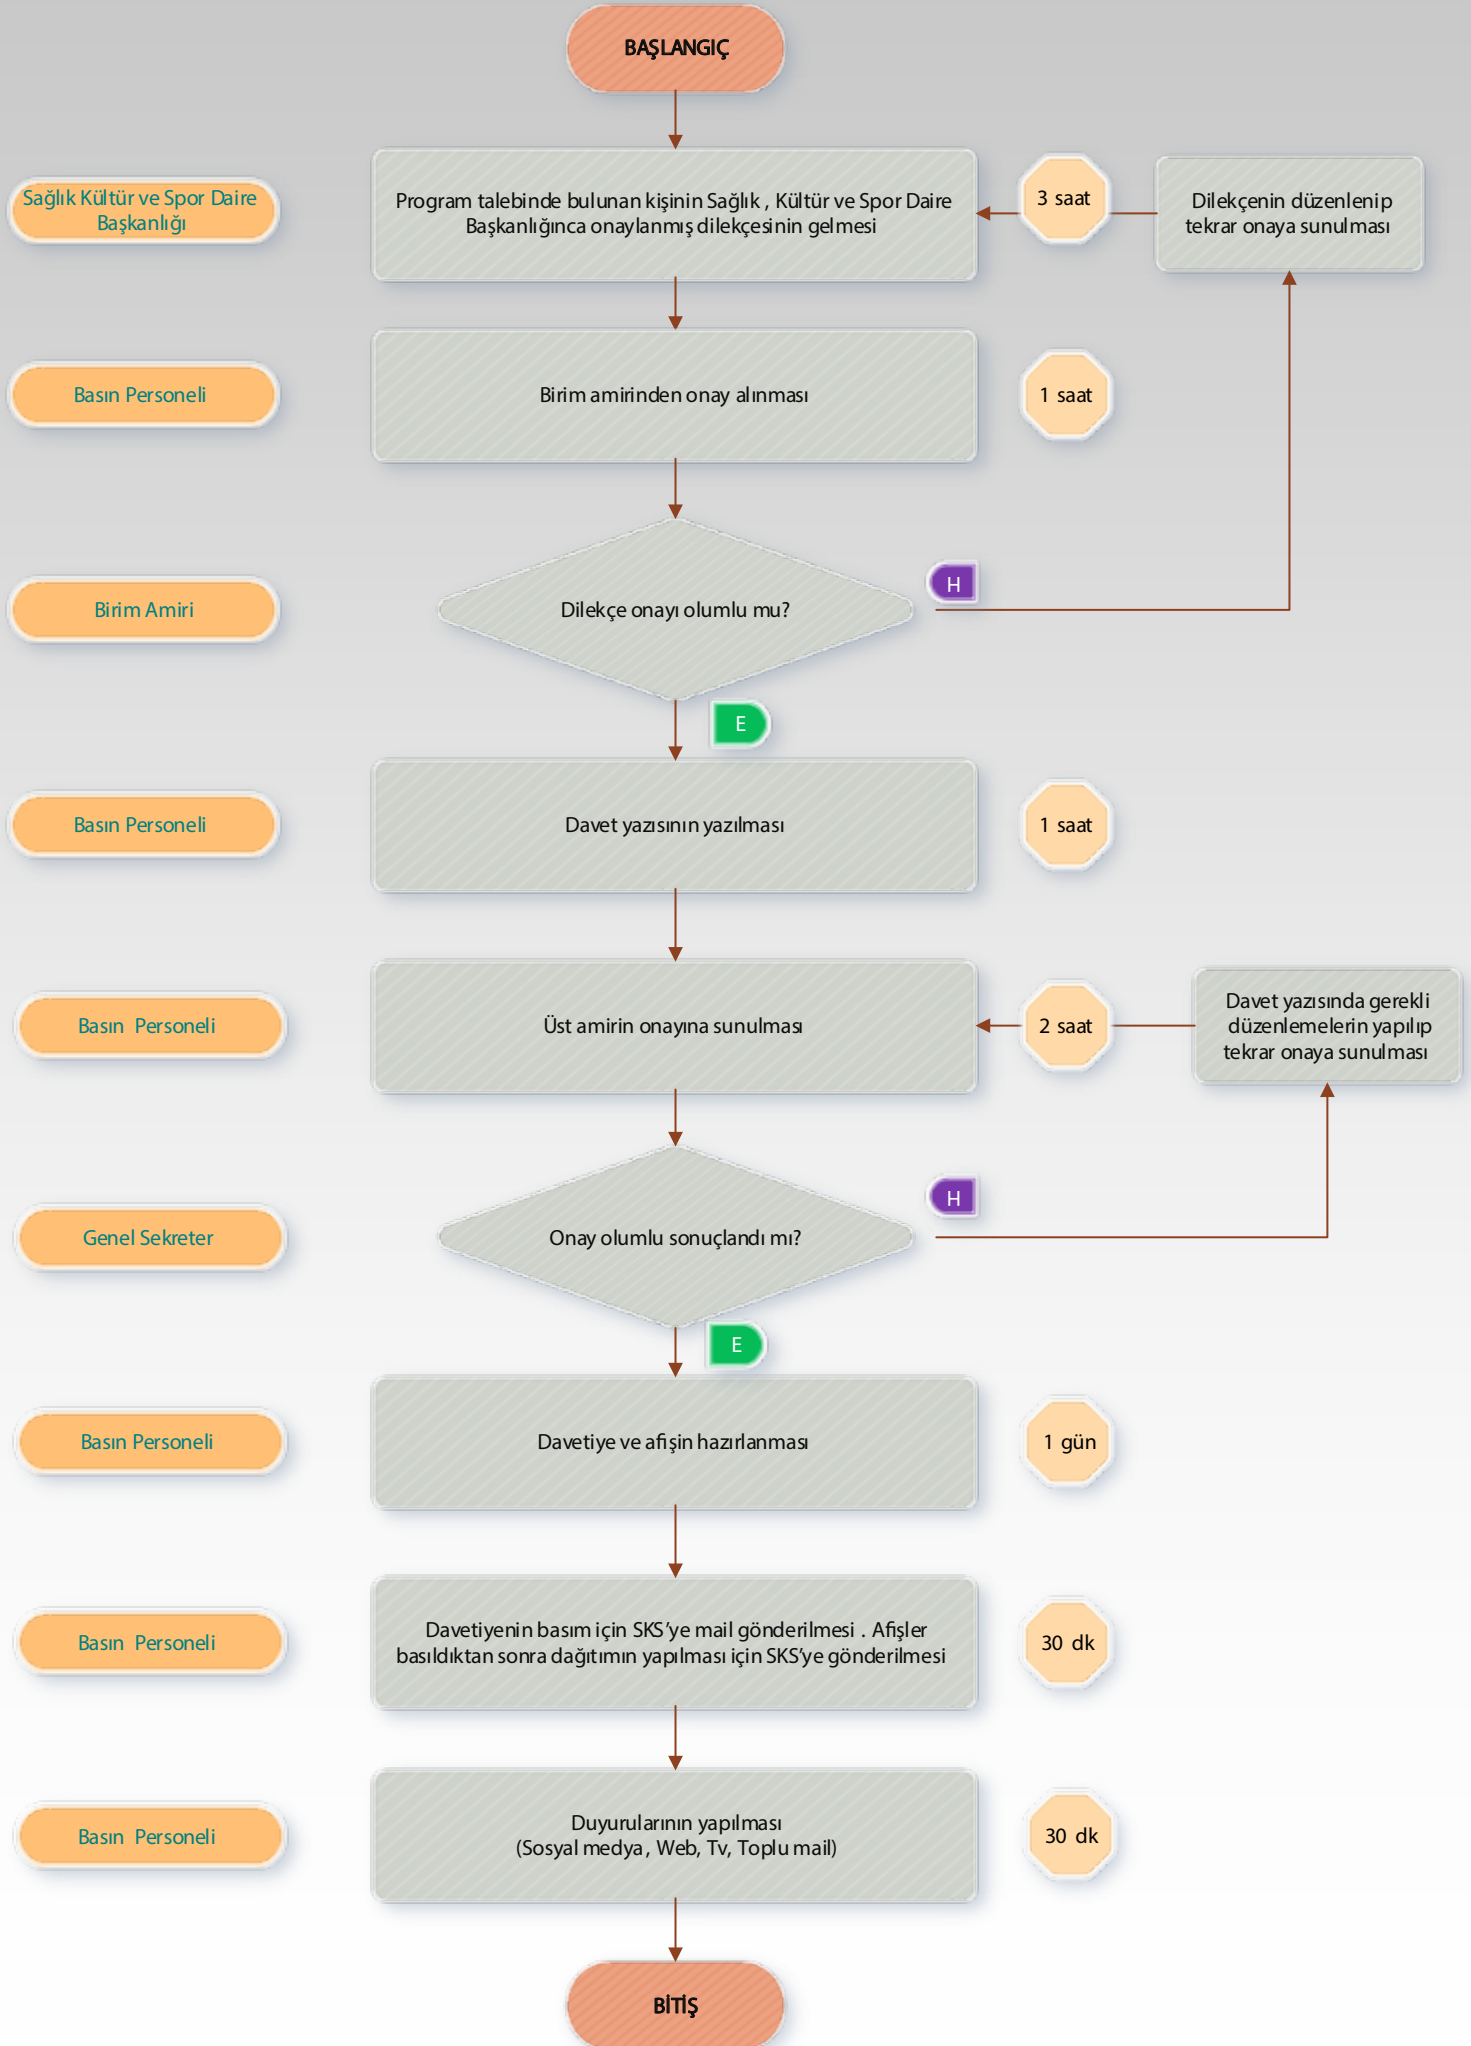 BAŞLANGIÇ
Sağlık Kültür ve Spor Daire
Başkanlığı
Program talebinde bulunan kişinin Sağlık , Kültür ve Spor Daire
Başkanlığınca onaylanmış dilekçesinin gelmesi
3 saat
Dilekçenin düzenlenip
tekrar onaya sunulması
Basın Personeli
Birim amirinden onay alınması
1 saat
Birim Amiri
Dilekçe onayı olumlu mu?
H
E
Basın Personeli
Davet yazısının yazılması
1 saat
Basın Personeli
Üst amirin onayına sunulması
2 saat
Davet yazısında gerekli
düzenlemelerin yapılıp
tekrar onaya sunulması
Genel Sekreter
Onay olumlu sonuçlandı mı?
H
E
Basın Personeli
Davetiye ve afişin hazırlanması
1 gün
Basın Personeli
Davetiyenin basım için SKS'ye mail gönderilmesi . Afişler
basıldıktan sonra dağıtımın yapılması için SKS'ye gönderilmesi
30 dk
Basın Personeli
Duyurularının yapılması
(Sosyal medya , Web, Tv, Toplu mail)
30 dk
BİTİŞ